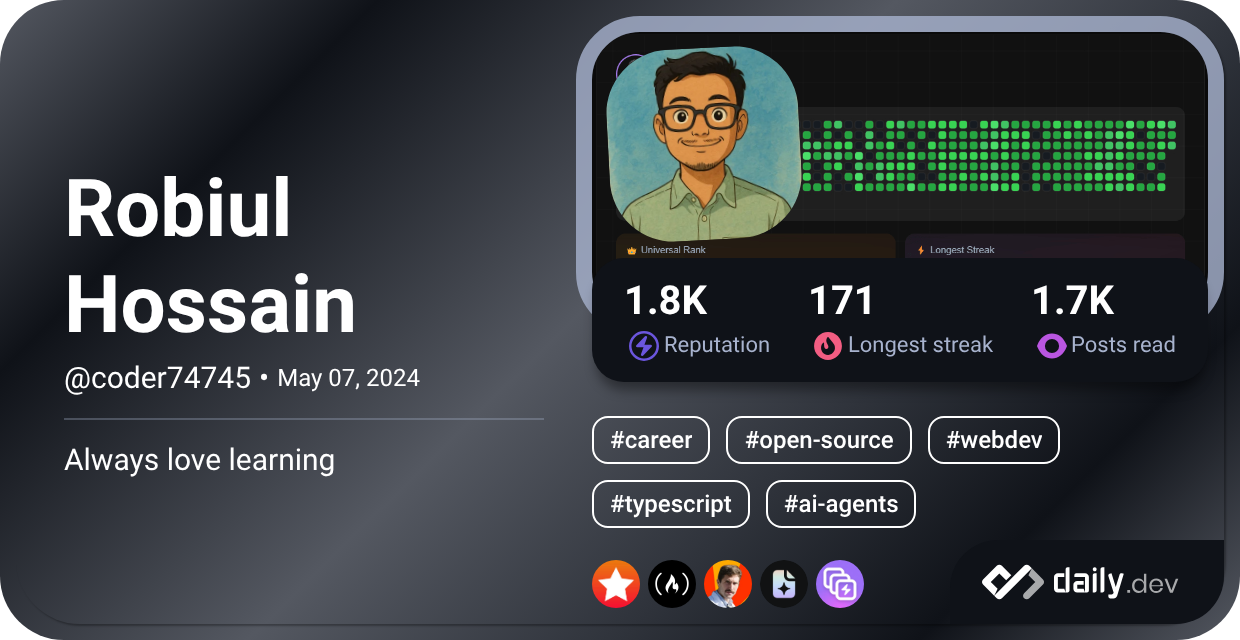 Robiul
Hossain
@coder74745 • May 07, 2024
Always love learning
Universal Rank
Longest Streak
1.8K
171
1.7K
Reputation
Longest streak
Posts read
#career
#open-source
#webdev
#typescript
#ai-agents
daily.dev